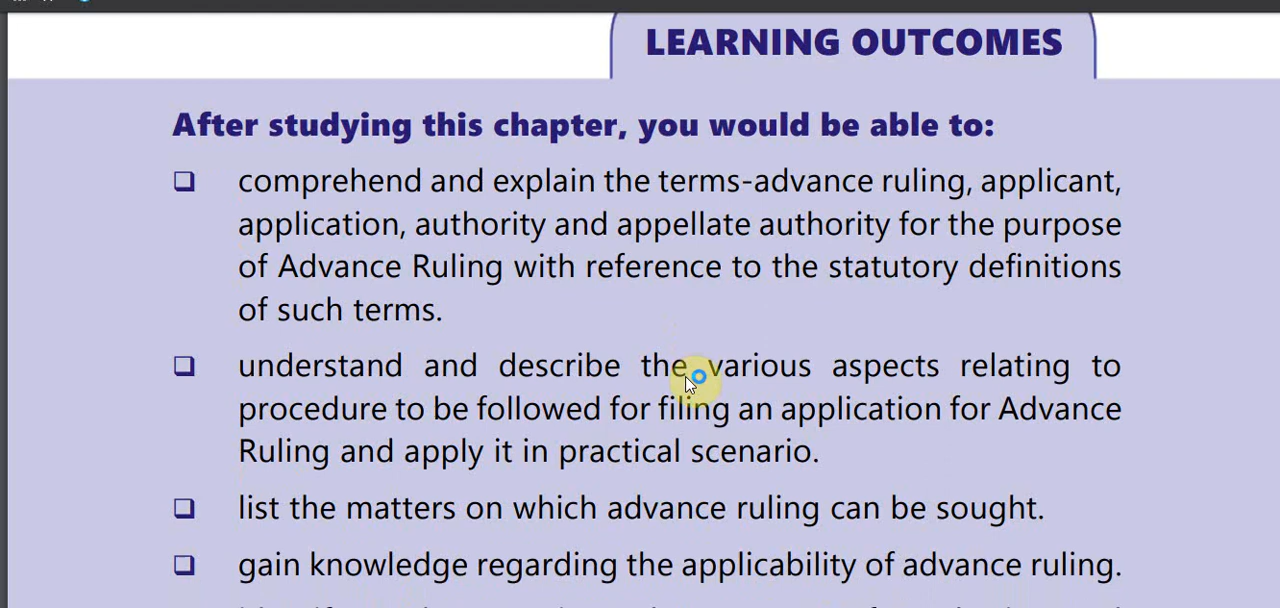 LEARNING OUTCOMES
After studying this chapter, you would be able to:
❑ comprehend and explain the terms-advance ruling, applicant,
application, authority and appellate authority for the purpose
of Advance Ruling with reference to the statutory definitions
of such terms.
❑ understand and describe the various aspects relating to
procedure to be followed for filing an application for Advance
Ruling and apply it in practical scenario.
❑ list the matters on which advance ruling can be sought.
❑ gain knowledge regarding the applicability of advance ruling.